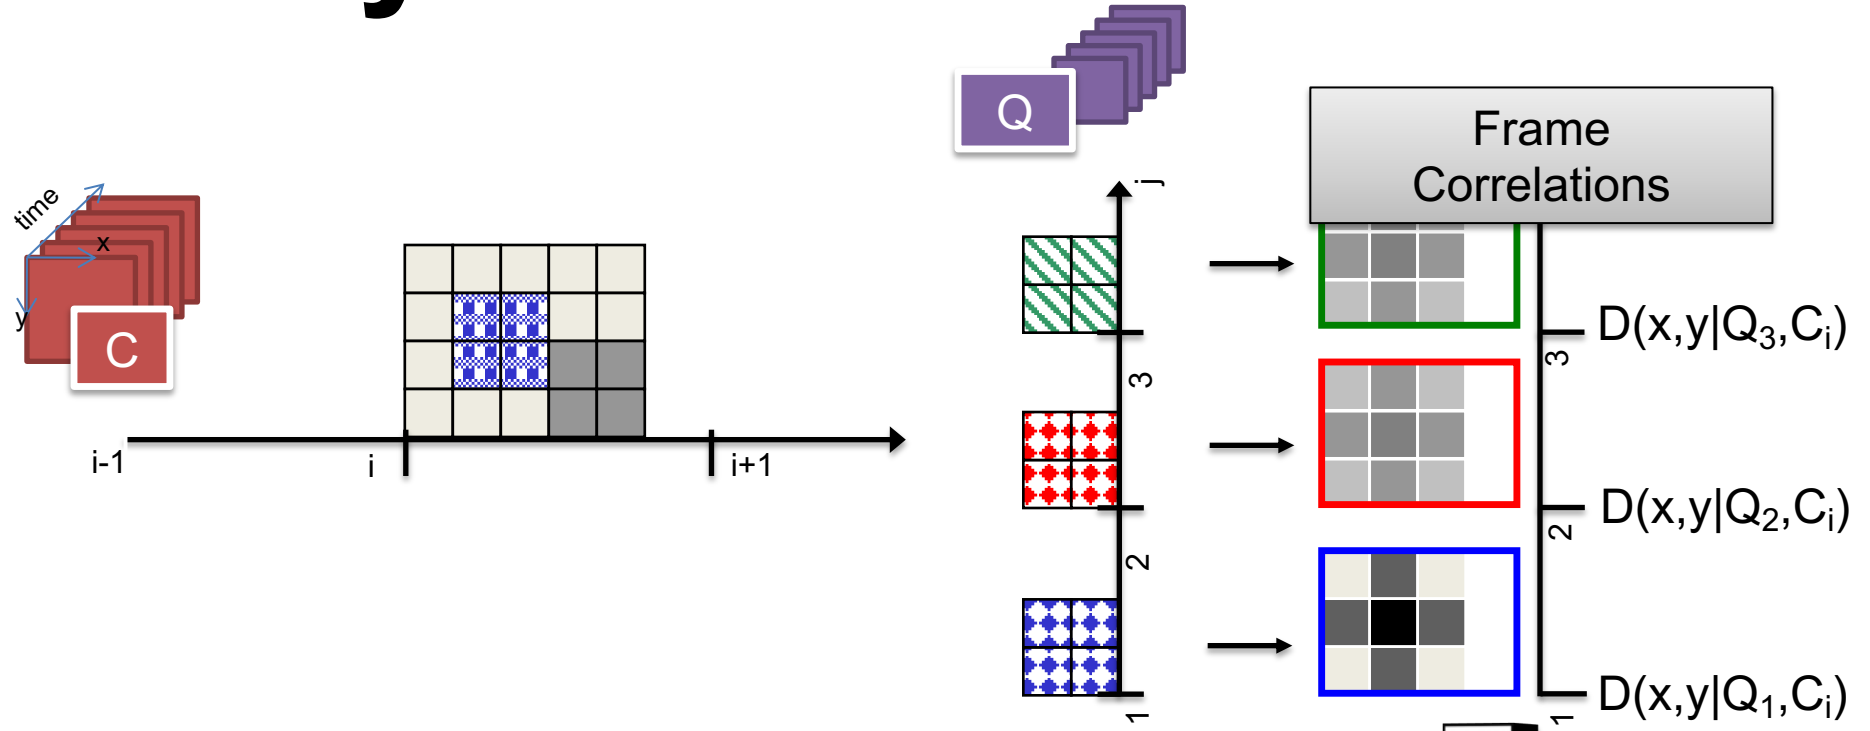 Q
Frame
Correlations
time
x
y
C
j
D(x,y|Q₃,Cᵢ)
3
3
i-1
i
i+1
D(x,y|Q₂,Cᵢ)
2
2
D(x,y|Q₁,Cᵢ)
1
1